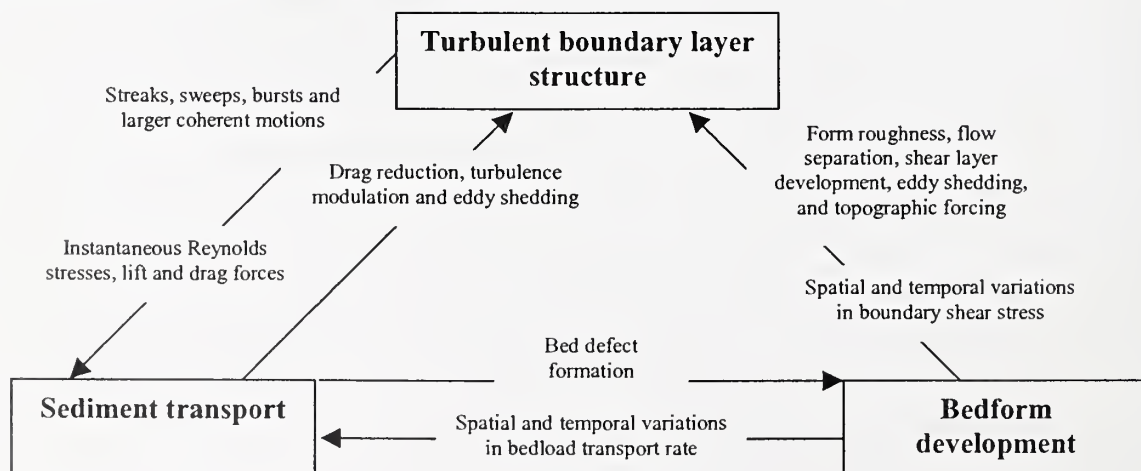 Turbulent boundary layer
structure
Streaks, sweeps, bursts and
larger coherent motions
Drag reduction, turbulence
modulation and eddy shedding
Form roughness, flow
separation, shear layer
development, eddy shedding,
and topographic forcing
Instantaneous Reynolds
stresses, lift and drag forces
Spatial and temporal variations
in boundary shear stress
Bed defect
formation
Sediment transport
Spatial and temporal variations
in bedload transport rate
Bedform
development